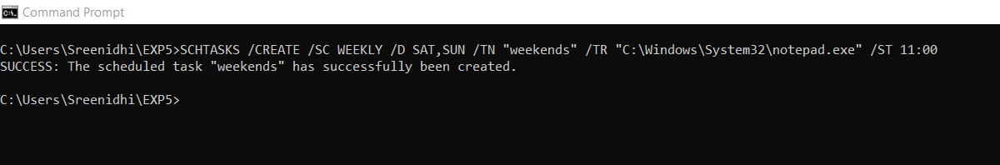 Command Prompt
C:\Users\Sreenidhi\EXP5>SCHTASKS /CREATE /SC WEEKLY /D SAT,SUN /TN "weekends" /TR "C:\Windows\System32\notepad.exe" /ST 11:00
SUCCESS: The scheduled task "weekends" has successfully been created.
C:\Users\Sreenidhi\EXP5>